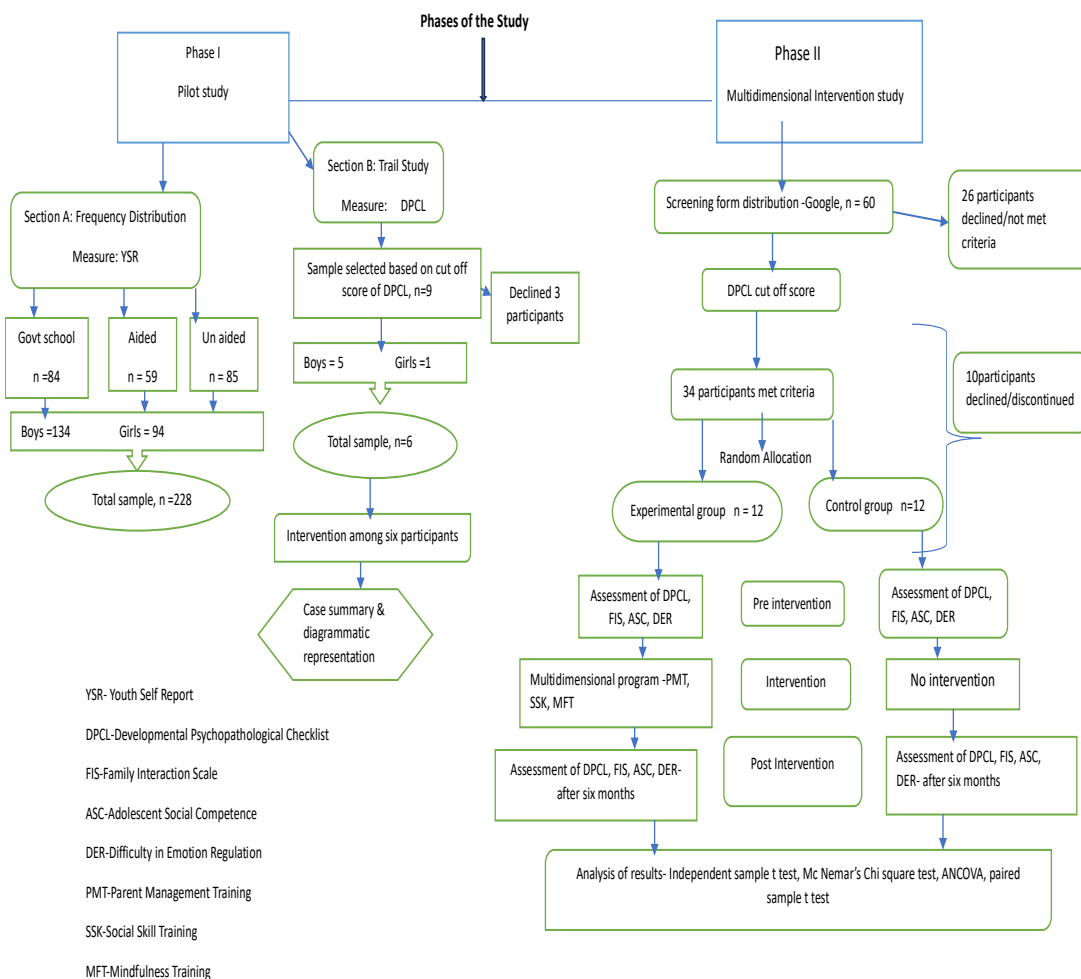 Phases of the Study
Phase I
Pilot study
Phase II
Multidimensional Intervention study
Section A: Frequency Distribution
Measure: YSR
Govt school
n =84
Aided
n = 59
Un aided
n = 85
Boys =134 Girls = 94
Total sample, n =228
Section B: Trail Study
Measure: DPCL
Sample selected based on cut off
score of DPCL, n=9
Declined 3
participants
Boys = 5 Girls =1
Total sample, n=6
Intervention among six participants
Case summary &
diagrammatic
representation
Screening form distribution -Google, n = 60
26 participants
declined/not met
criteria
DPCL cut off score
34 participants met criteria
10participants
declined/discontinued
Random Allocation
Experimental group n = 12
Control group n=12
Assessment of DPCL,
FIS, ASC, DER
Pre intervention
Assessment of DPCL,
FIS, ASC, DER
Multidimensional program -PMT,
SSK, MFT
Intervention
No intervention
Assessment of DPCL, FIS, ASC, DER-
after six months
Post Intervention
Assessment of DPCL, FIS, ASC,
DER- after six months
Analysis of results- Independent sample t test, Mc Nemar's Chi square test, ANCOVA, paired
sample t test
YSR- Youth Self Report
DPCL-Developmental Psychopathological Checklist
FIS-Family Interaction Scale
ASC-Adolescent Social Competence
DER-Difficulty in Emotion Regulation
PMT-Parent Management Training
SSK-Social Skill Training
MFT-Mindfulness Training